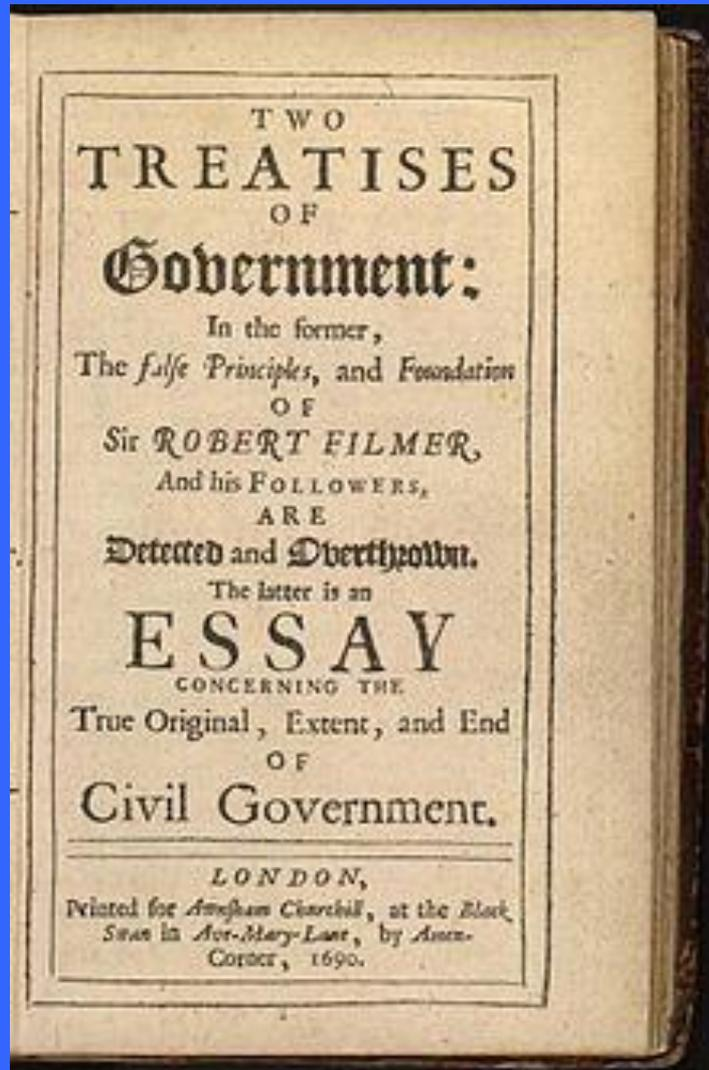 TWO
TREATISES
OF
Government:
In the former,
The false Principles, and Foundation
OF
Sir ROBERT FILMER,
And his FOLLOWERS,
ARE
Detected and Overthrown.
The latter is an
ESSAY
CONCERNING THE
True Original, Extent, and End
OF
Civil Government.
LONDON,
Printed for Awnsham Churchill, at the Black
Swan in Ave-Mary-Lane, by Amen-
Corner, 1690.